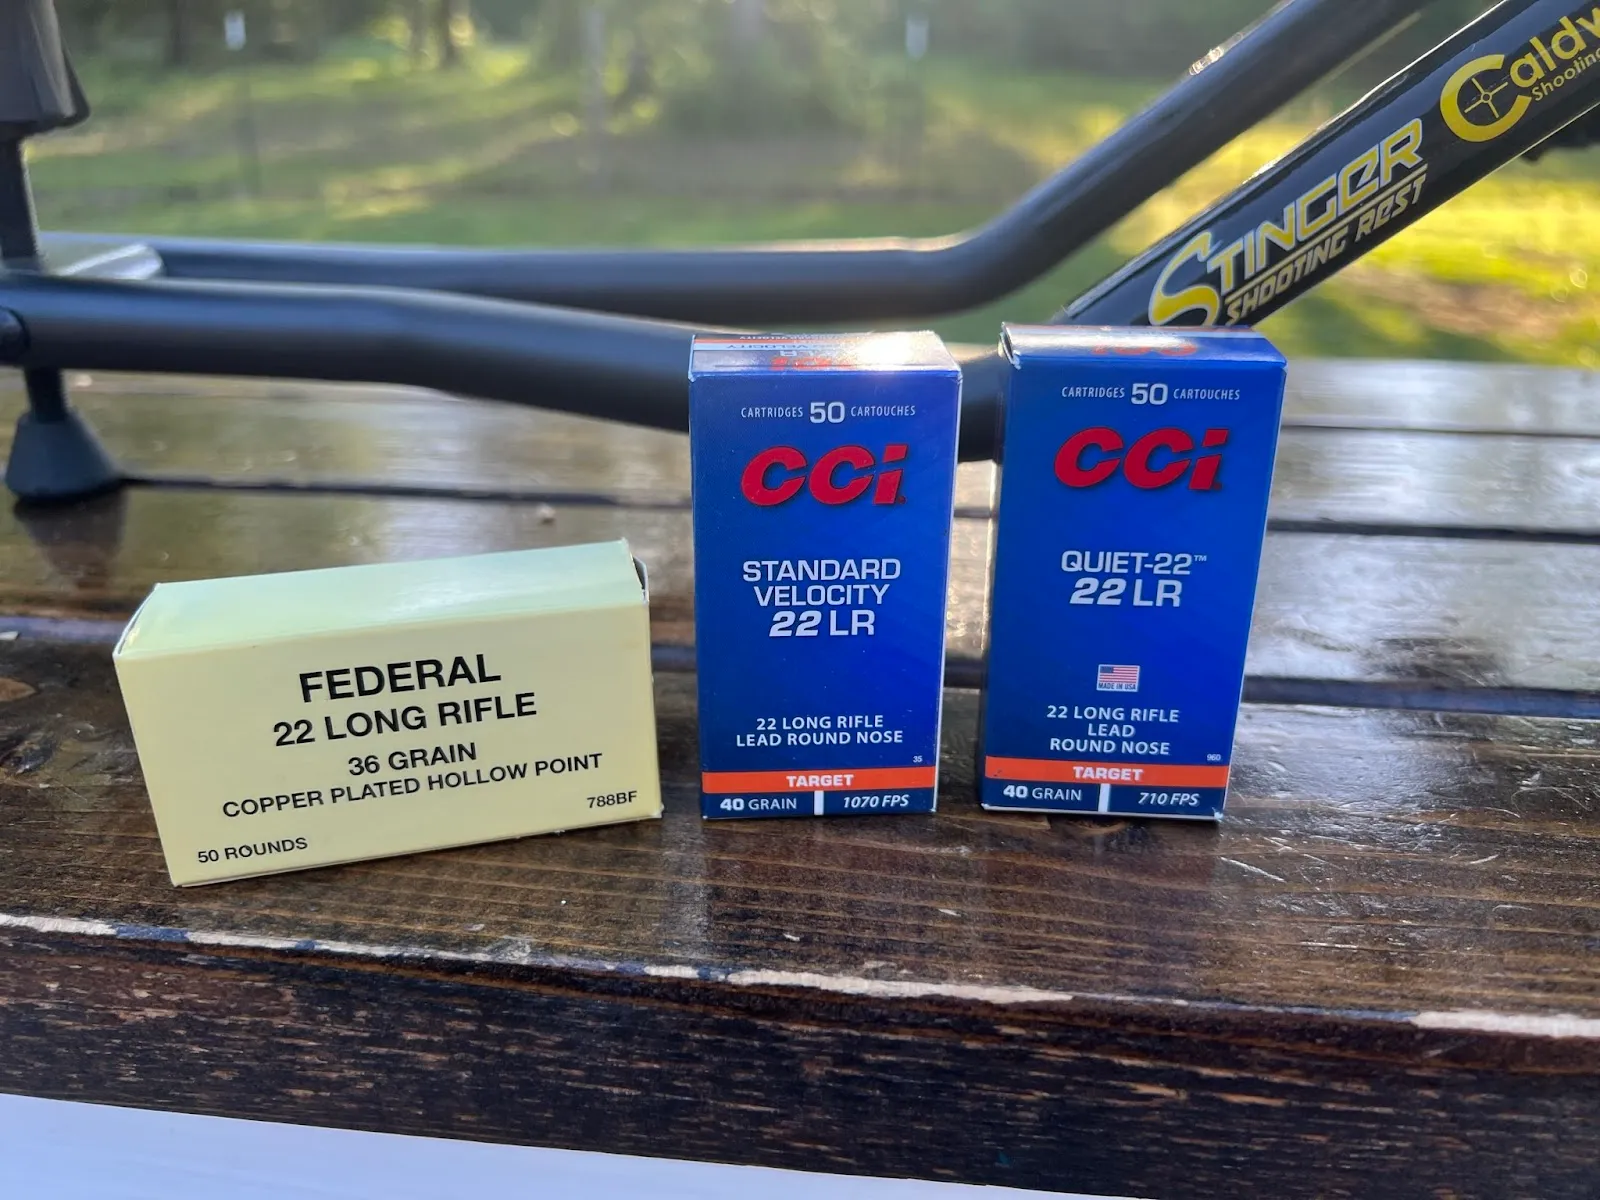 Caldw
Shooting
STINGER
SHOOTING REST
FEDERAL
22 LONG RIFLE
36 GRAIN
COPPER PLATED HOLLOW POINT
788BF
50 ROUNDS
CARTRIDGES 50 CARTOUCHES
CCi
STANDARD
VELOCITY
22 LR
22 LONG RIFLE
LEAD ROUND NOSE
35
TARGET
40 GRAIN 1070 FPS
CARTRIDGES 50 CARTOUCHES
CCi
QUIET-22™
22 LR
MADE IN USA
22 LONG RIFLE
LEAD
ROUND NOSE
960
TARGET
40 GRAIN 710 FPS